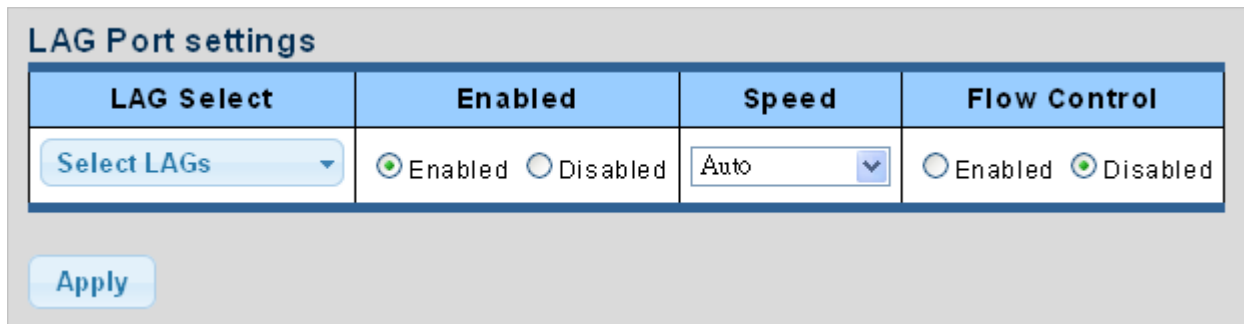 LAG Port settings
LAG Select Enabled Speed Flow Control
Select LAGs Enabled Disabled Auto Enabled Disabled
Apply